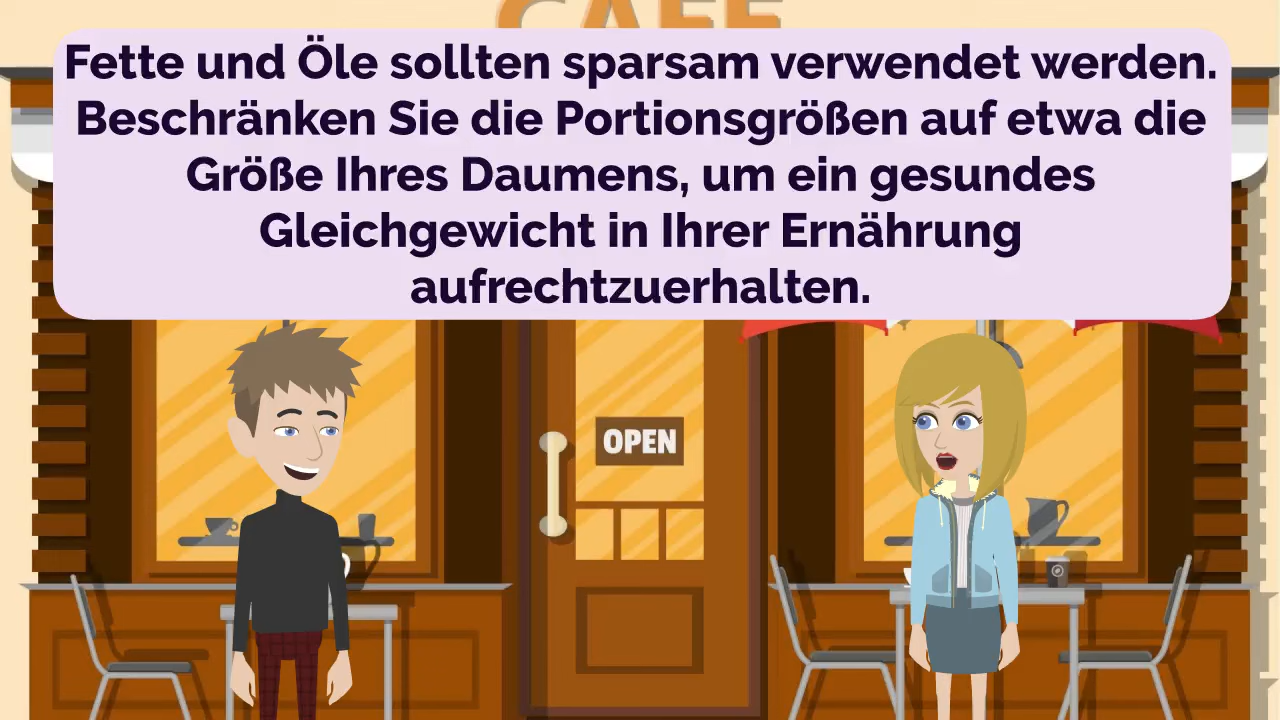 CAFE
Fette und Öle sollten sparsam verwendet werden.
Beschränken Sie die Portionsgrößen auf etwa die
Größe Ihres Daumens, um ein gesundes
Gleichgewicht in Ihrer Ernährung
aufrechtzuerhalten.
OPEN